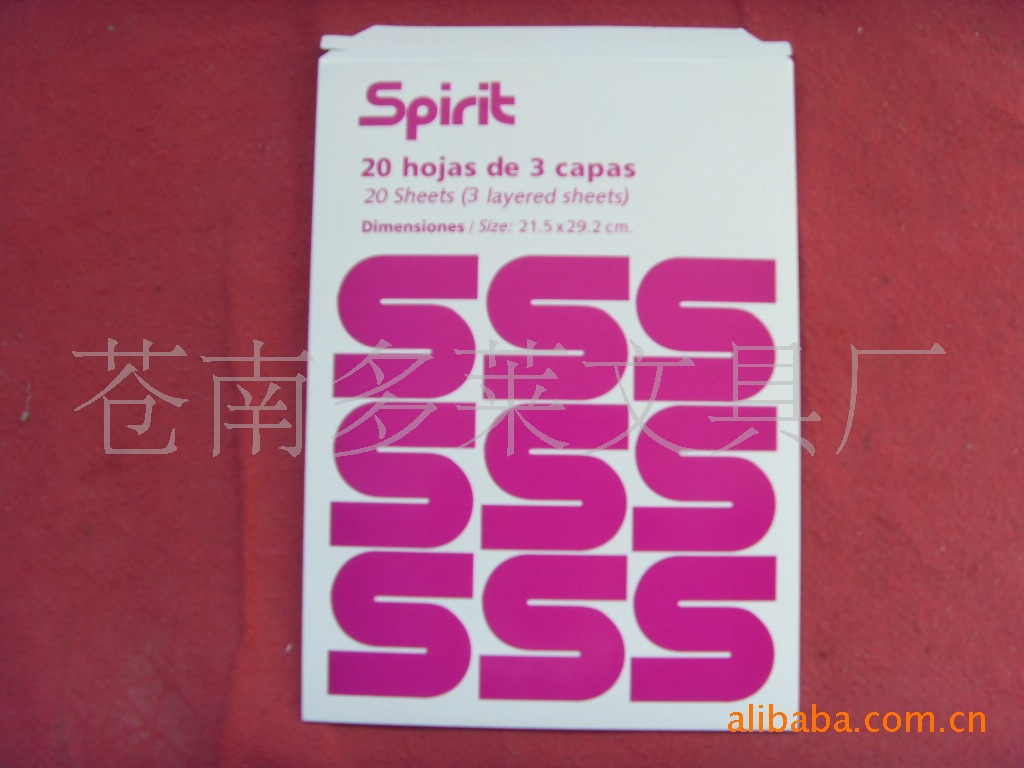 Spirit
20 hojas de 3 capas
20 Sheets (3 layered sheets)
Dimensiones / Size: 21.5 x 29.2 cm.
SSS
苍南多莱文具厂
SSS
SSS
alibaba.com.cn